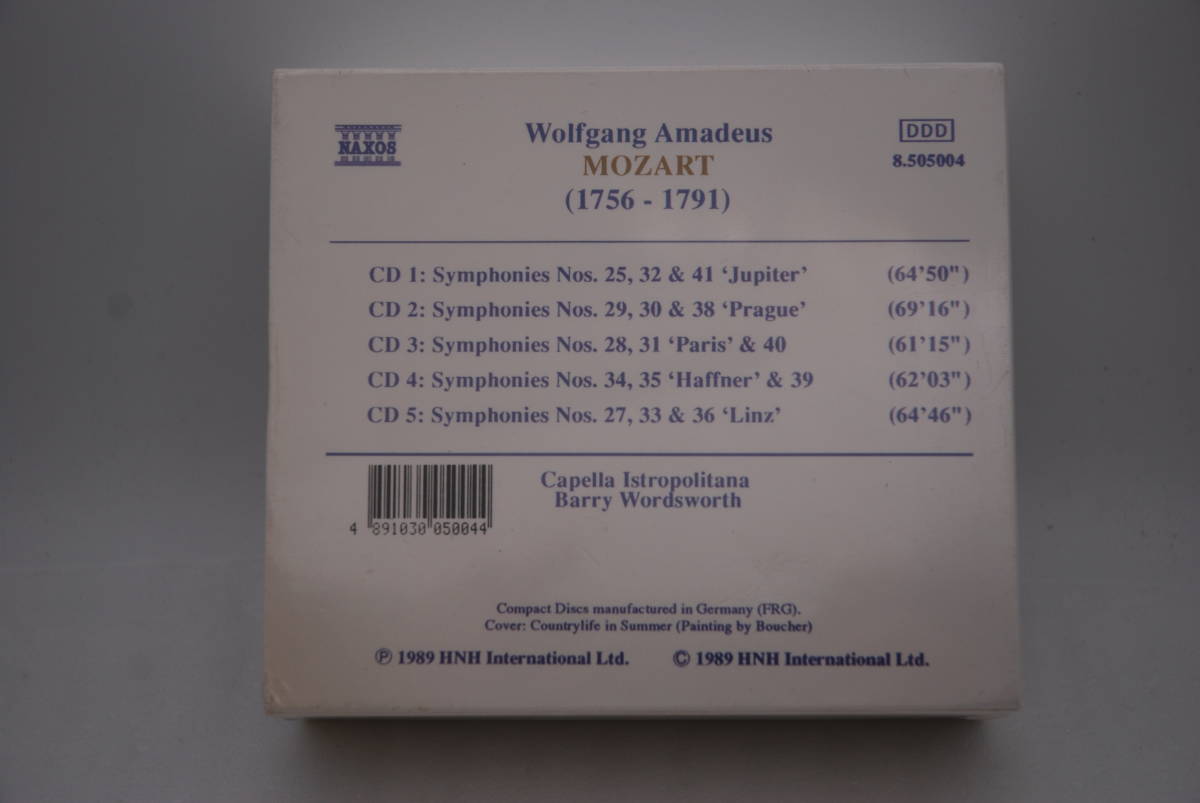 NAXOS
Wolfgang Amadeus
MOZART
(1756 - 1791)
DDD
8.505004
CD 1: Symphonies Nos. 25, 32 & 41 ‘Jupiter’ (64’50")
CD 2: Symphonies Nos. 29, 30 & 38 ‘Prague’ (69’16")
CD 3: Symphonies Nos. 28, 31 ‘Paris’ & 40 (61’15")
CD 4: Symphonies Nos. 34, 35 ‘Haffner’ & 39 (62’03")
CD 5: Symphonies Nos. 27, 33 & 36 ‘Linz’ (64’46")
Capella Istropolitana
Barry Wordsworth
4 891030 050044
Compact Discs manufactured in Germany (FRG).
Cover: Countrylife in Summer (Painting by Boucher)
℗ 1989 HNH International Ltd. © 1989 HNH International Ltd.